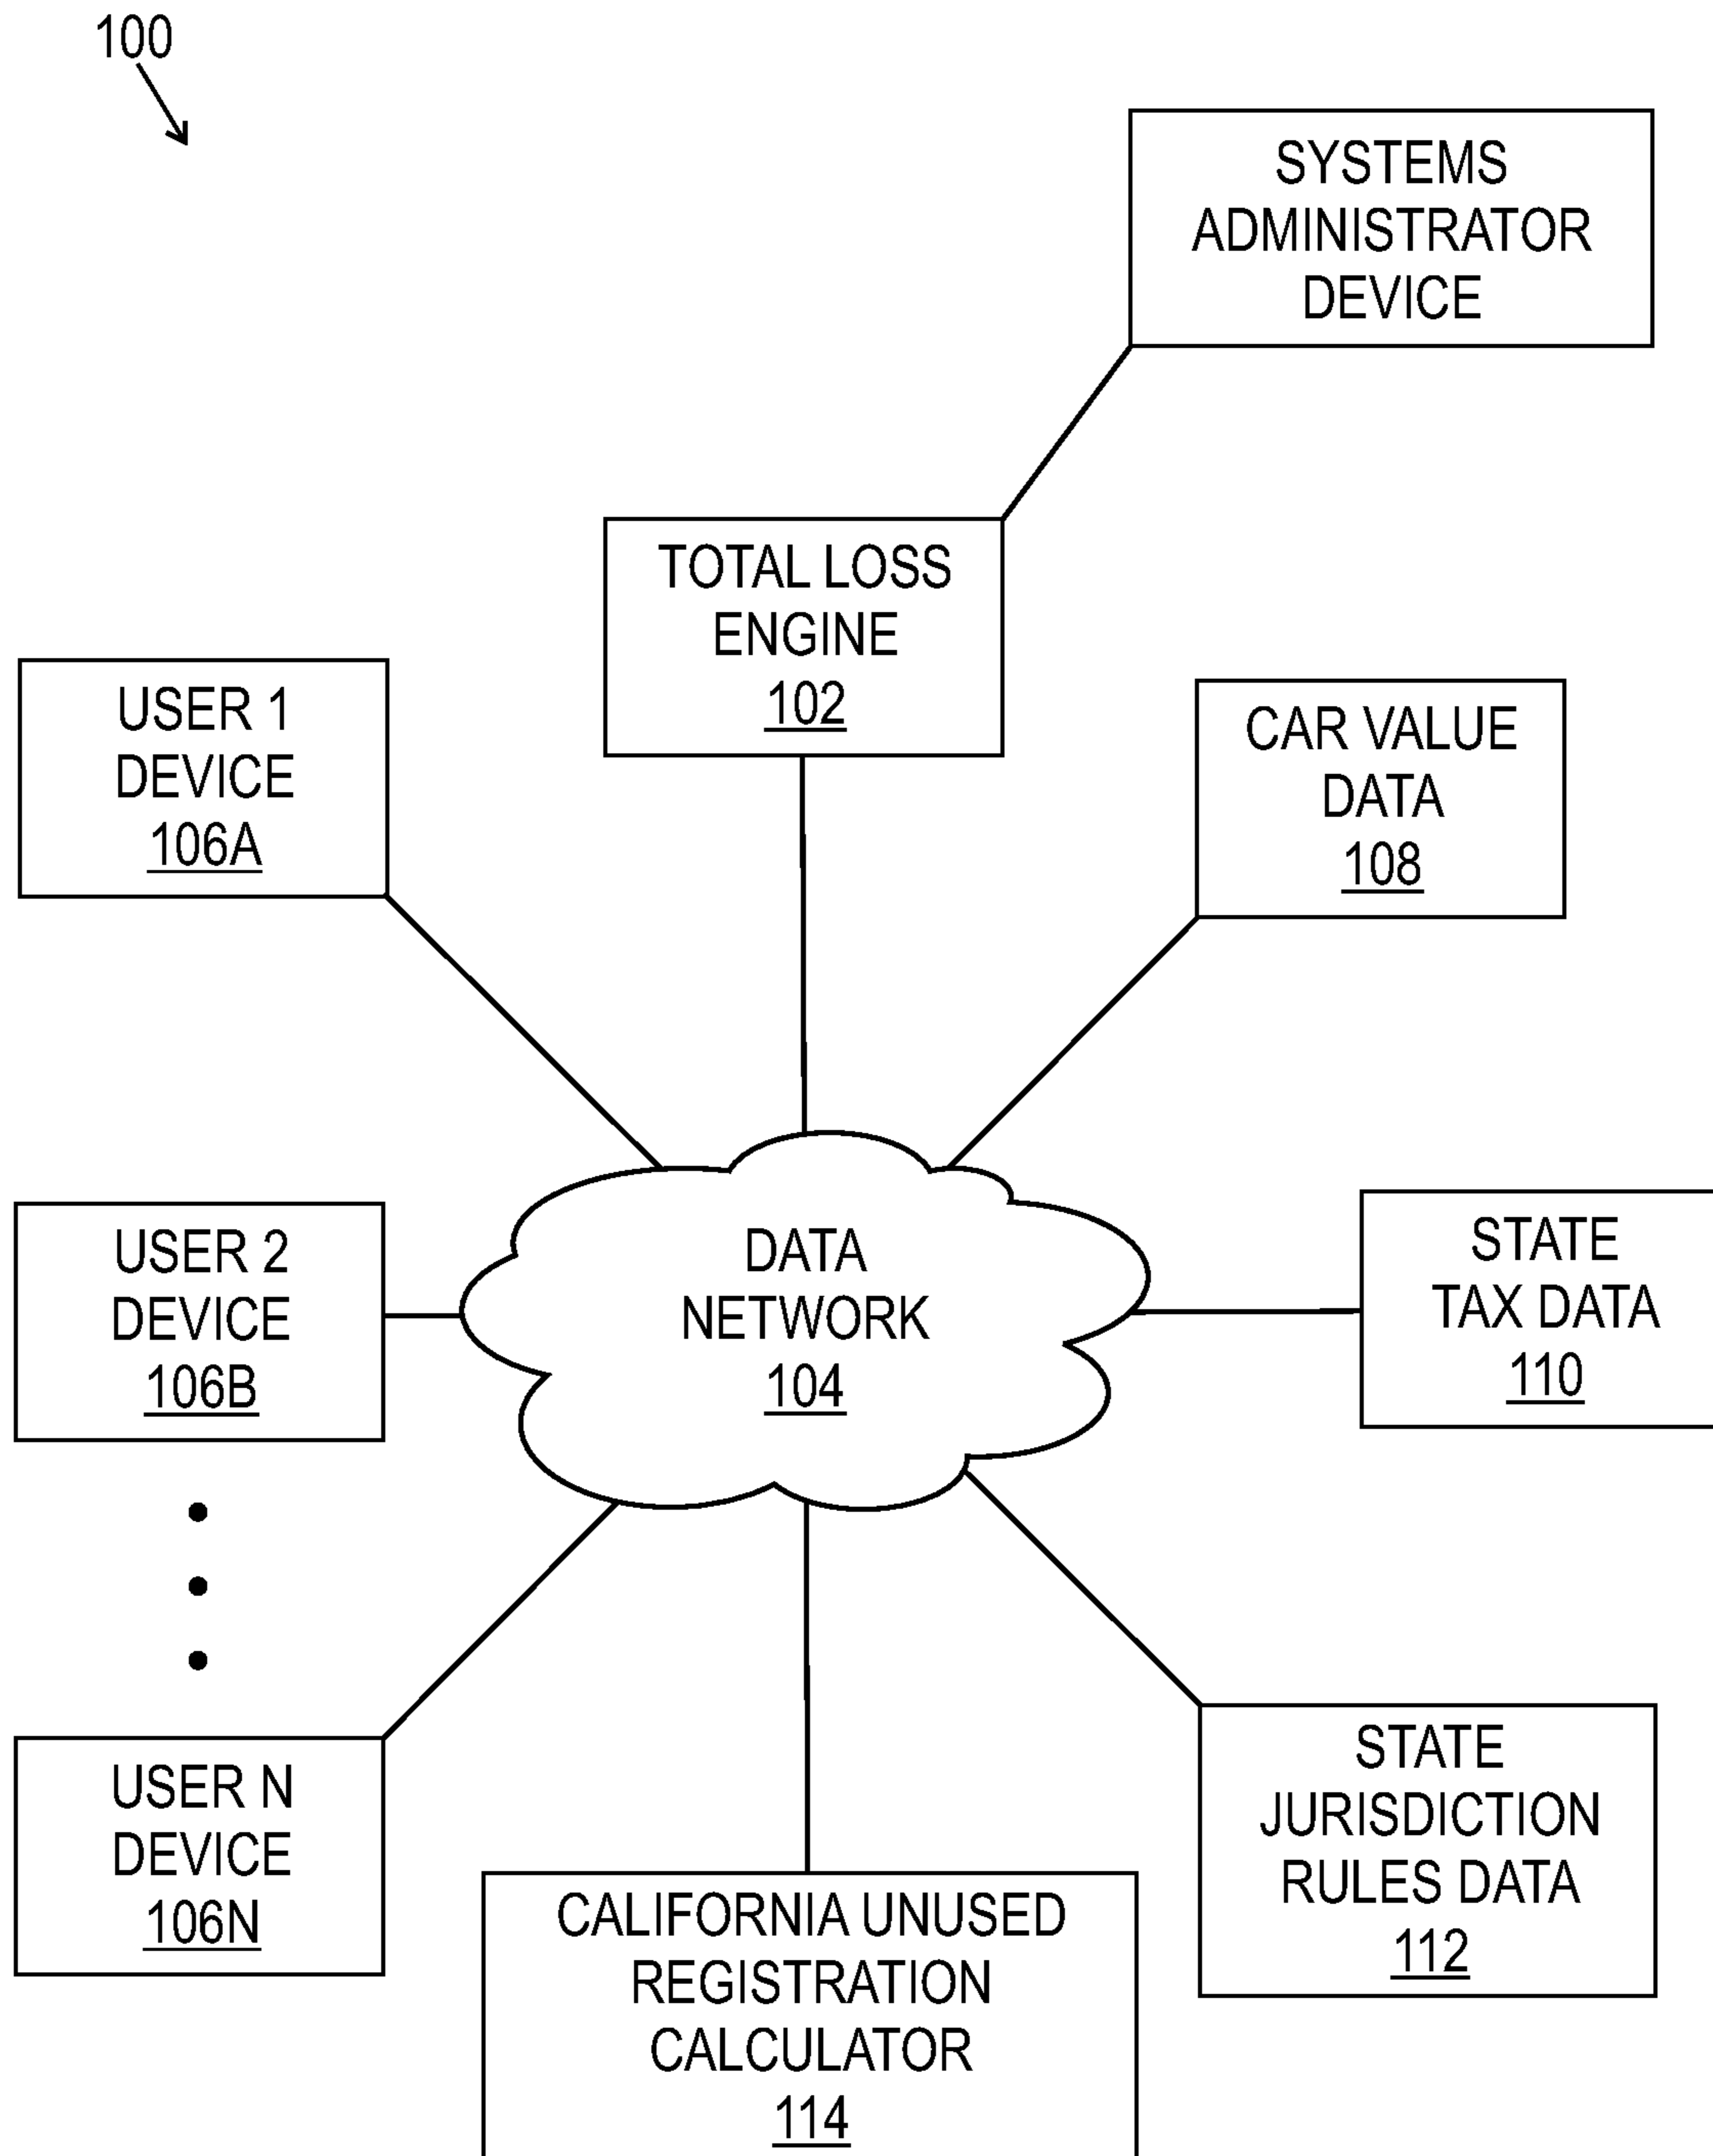 100
SYSTEMS
ADMINISTRATOR
DEVICE
TOTAL LOSS
ENGINE
102
USER 1
DEVICE
106A
CAR VALUE
DATA
108
USER 2
DEVICE
106B
DATA
NETWORK
104
STATE
TAX DATA
110
USER N
DEVICE
106N
STATE
JURISDICTION
RULES DATA
112
CALIFORNIA UNUSED
REGISTRATION
CALCULATOR
114